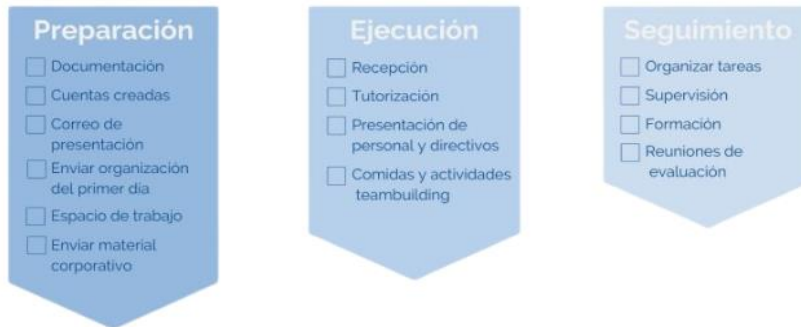 Preparación
Documentación
Cuentas creadas
Correo de
presentación
Enviar organización
del primer día
Espacio de trabajo
Enviar material
corporativo
Ejecución
Recepción
Tutorización
Presentación de
personal y directivos
Comidas y actividades
teambuilding
Seguimiento
Organizar tareas
Supervisión
Formación
Reuniones de
evaluación